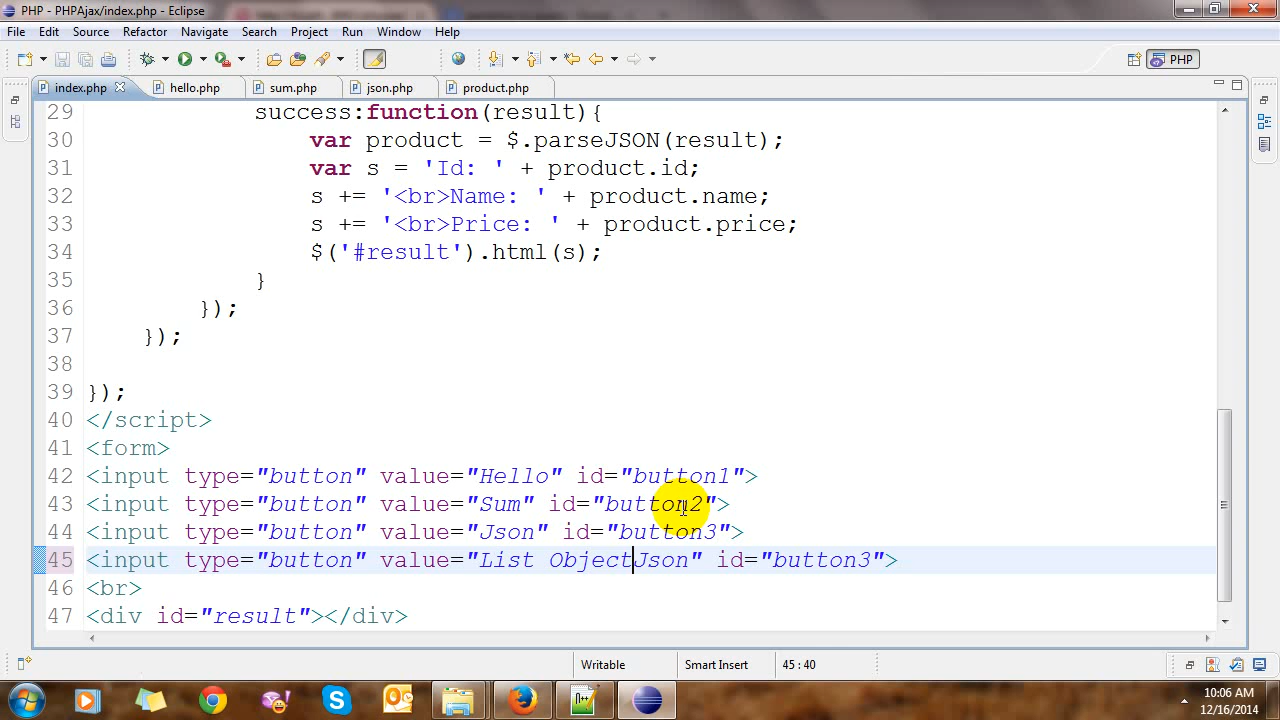 PHP - PHPAjax/index.php - Eclipse
File Edit Source Refactor Navigate Search Project Run Window Help
PHP
index.php hello.php sum.php json.php product.php
29 success:function(result){
30 var product = $.parseJSON(result);
31 var s = 'Id: ' + product.id;
32 s += '<br>Name: ' + product.name;
33 s += '<br>Price: ' + product.price;
34 $('#result').html(s);
35 }
36 });
37 });
38
39 });
40 </script>
41 <form>
42 <input type="button" value="Hello" id="button1">
43 <input type="button" value="Sum" id="button2">
44 <input type="button" value="Json" id="button3">
45 <input type="button" value="List ObjectJson" id="button3">
46 <br>
47 <div id="result"></div>
Writable Smart Insert 45 : 40
10:06 AM
12/16/2014